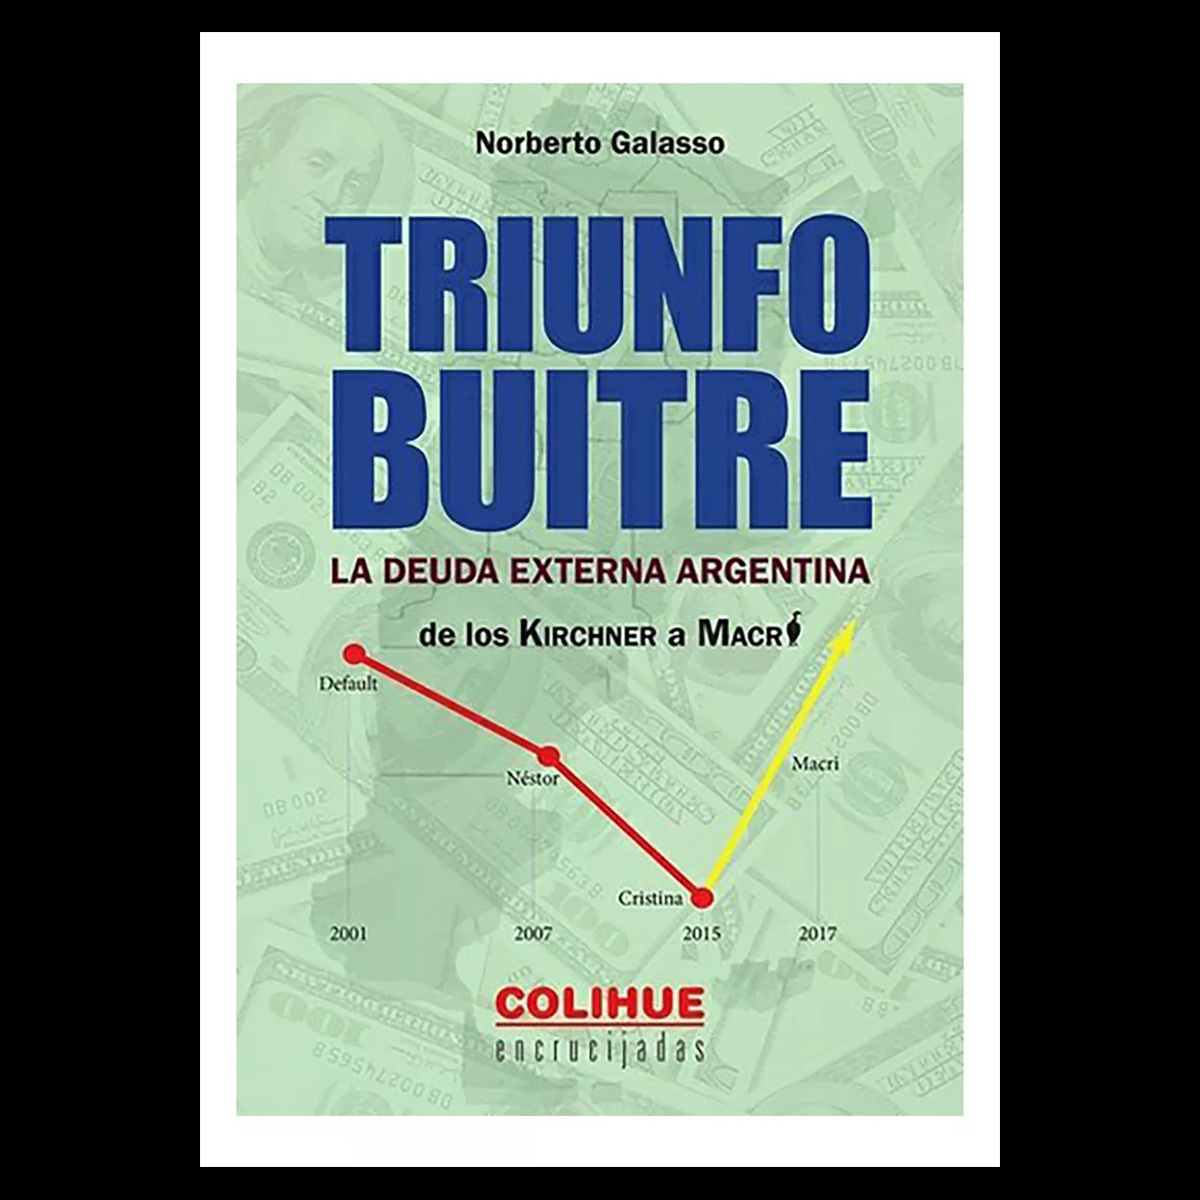 Norberto Galasso
TRIUNFO
BUITRE
LA DEUDA EXTERNA ARGENTINA
de los KIRCHNER a MACRI
Default
Néstor
Macri
Cristina
2001
2007
2015
2017
COLIHUE
encrucijadas